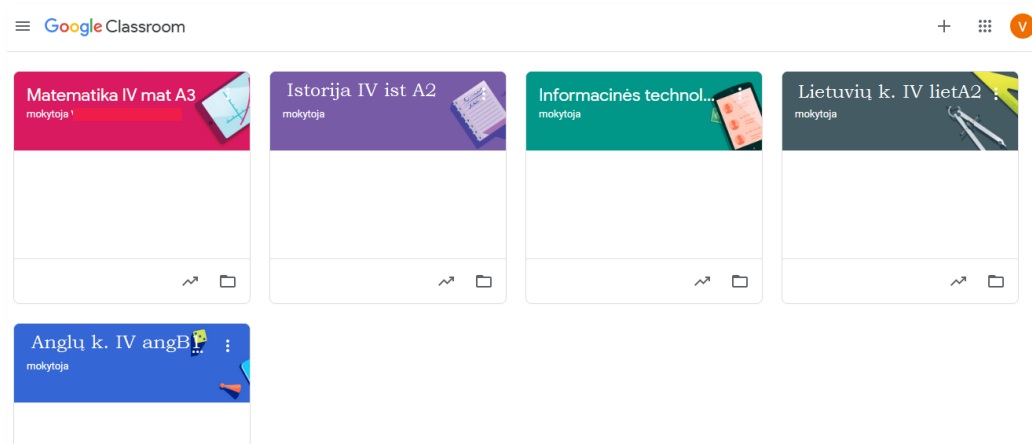 Google Classroom
V
Matematika IV mat A3
mokytoja
Istorija IV ist A2
mokytoja
Informacinės technol...
mokytoja
Lietuvių k. IV lietA2
mokytoja
Anglų k. IV angB1
mokytoja